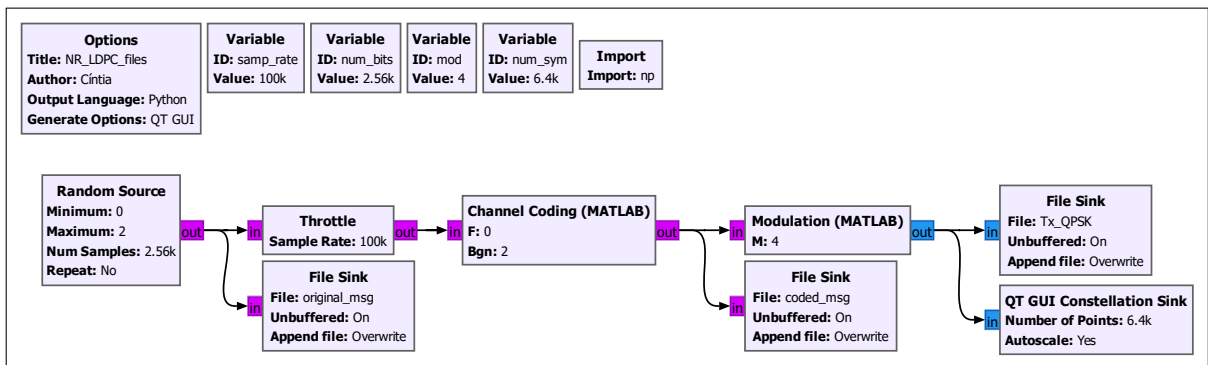 Options
Title: NR_LDPC_files
Author: Cíntia
Output Language: Python
Generate Options: QT GUI
Variable
ID: samp_rate
Value: 100k
Variable
ID: num_bits
Value: 2.56k
Variable
ID: mod
Value: 4
Variable
ID: num_sym
Value: 6.4k
Import
Import: np
Random Source
Minimum: 0
Maximum: 2
Num Samples: 2.56k
Repeat: No
out
in
Throttle
Sample Rate: 100k
out
in
File Sink
File: original_msg
Unbuffered: On
Append file: Overwrite
in
Channel Coding (MATLAB)
F: 0
Bgn: 2
out
in
Modulation (MATLAB)
M: 4
out
in
File Sink
File: coded_msg
Unbuffered: On
Append file: Overwrite
in
File Sink
File: Tx_QPSK
Unbuffered: On
Append file: Overwrite
in
QT GUI Constellation Sink
Number of Points: 6.4k
Autoscale: Yes